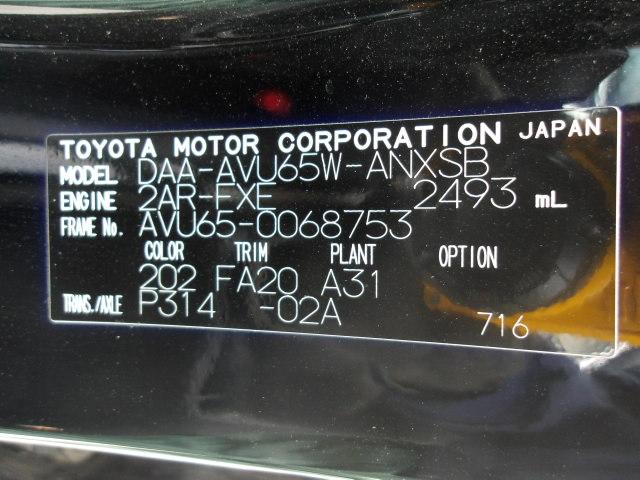 TOYOTA MOTOR CORPORATION JAPAN
MODEL DAA-AVU65W-ANXSB
ENGINE 2AR-FXE 2493 mL
FRAME No. AVU65-0068753
COLOR TRIM PLANT OPTION
202 FA20 A31
TRANS./AXLE P314 -02A
716